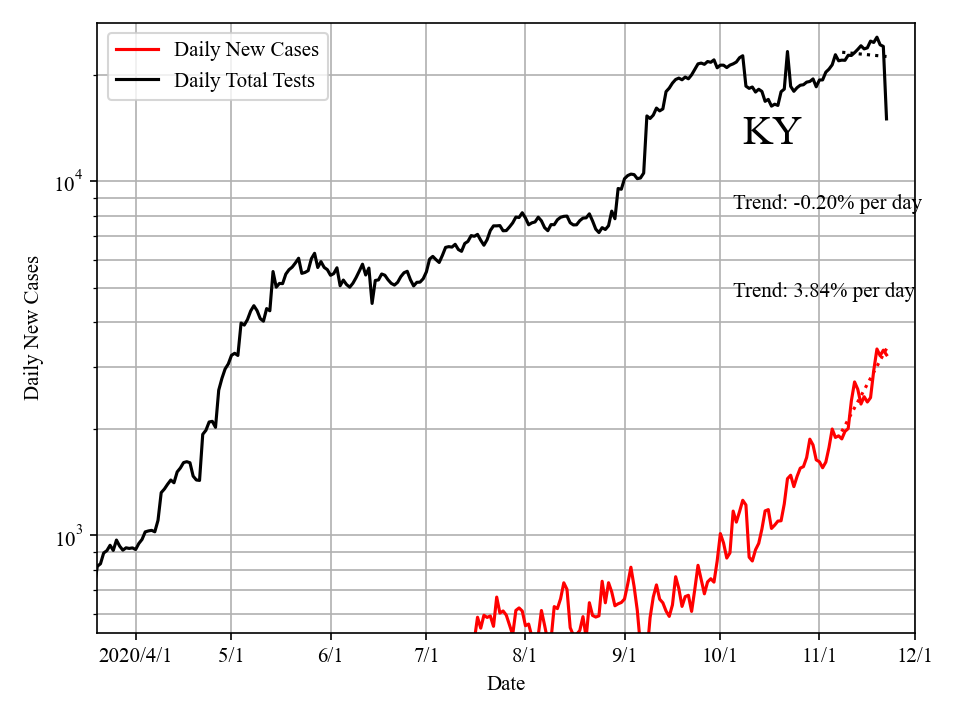 Daily New Cases
Daily Total Tests
KY
10^4
Trend: -0.20% per day
Trend: 3.84% per day
Daily New Cases
10^3
2020/4/1 5/1 6/1 7/1 8/1 9/1 10/1 11/1 12/1
Date